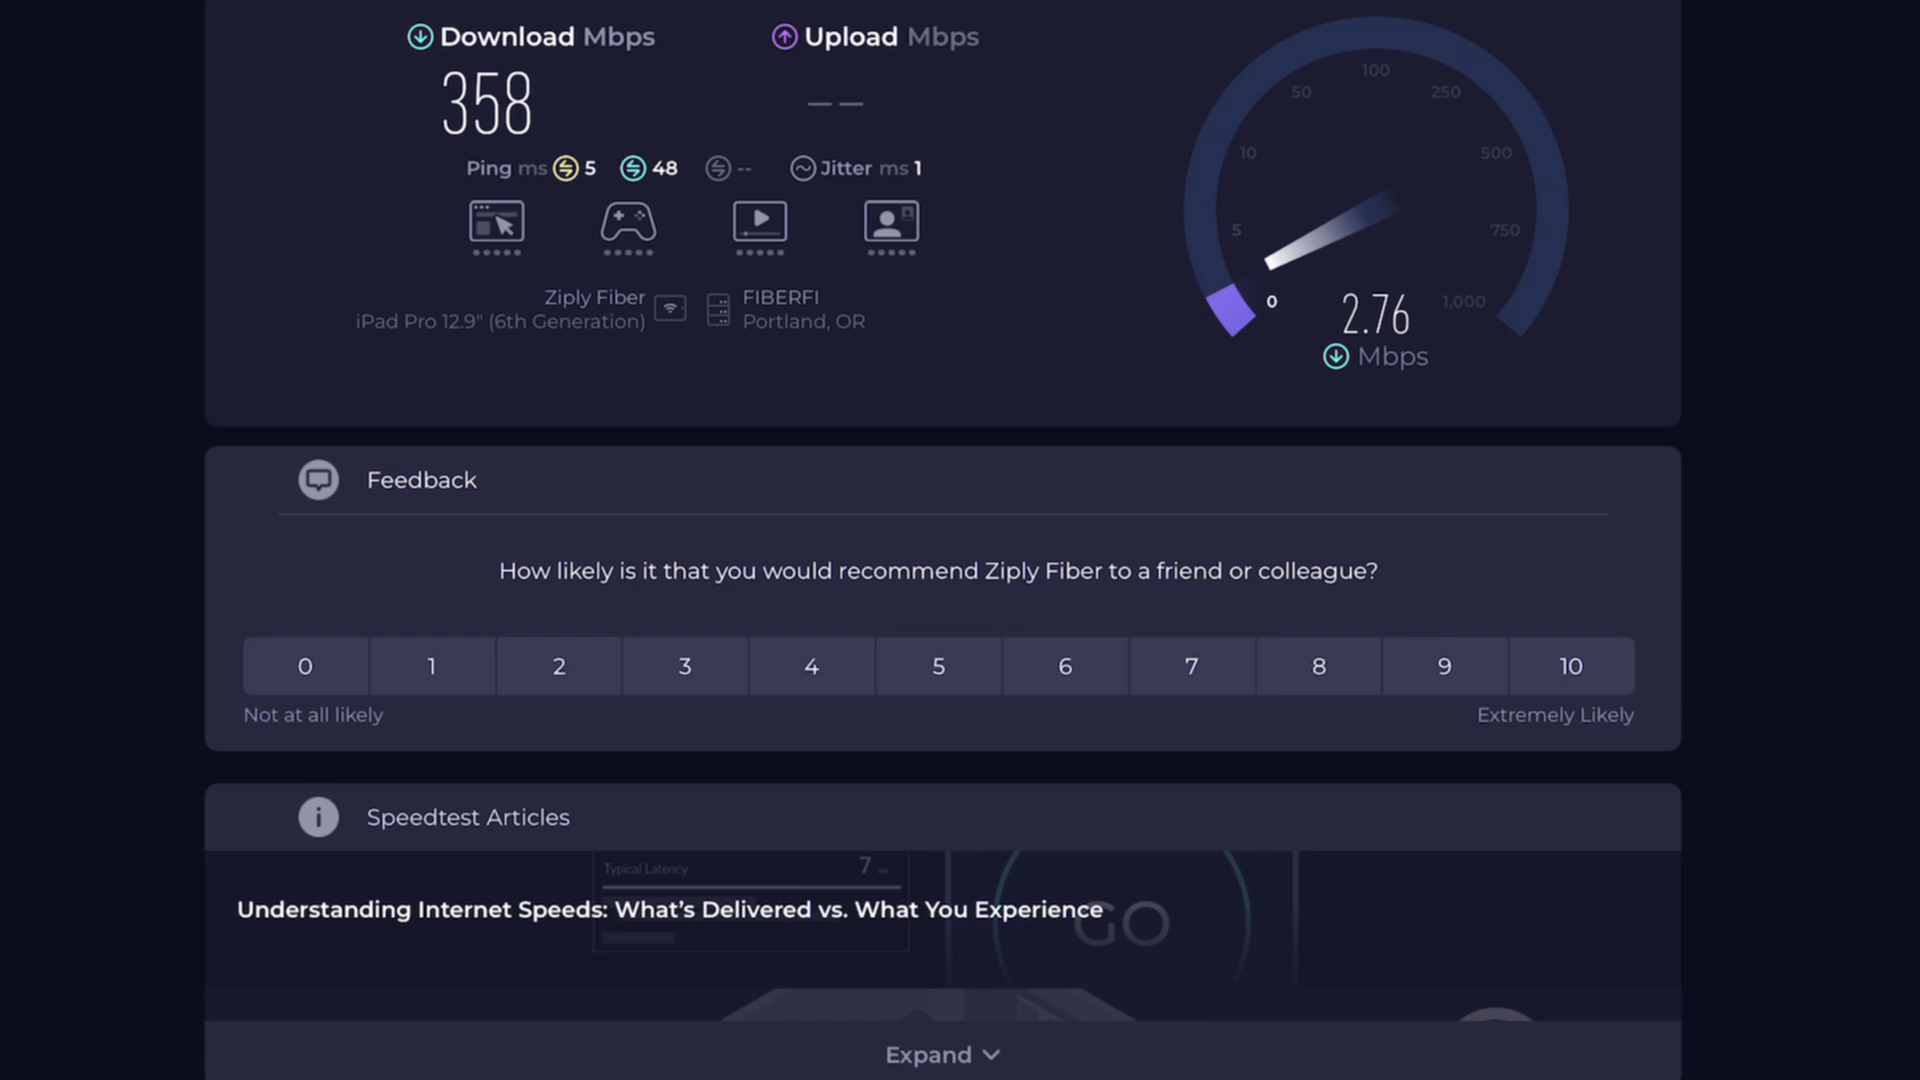 Download Mbps
Upload Mbps
358
— —
Ping ms 5 48 -- Jitter ms 1
Ziply Fiber
iPad Pro 12.9" (6th Generation)
FIBERFI
Portland, OR
0
5
10
50
100
250
500
750
1,000
2.76
Mbps
Feedback
How likely is it that you would recommend Ziply Fiber to a friend or colleague?
0 1 2 3 4 5 6 7 8 9 10
Not at all likely
Extremely Likely
Speedtest Articles
Typical Latency 7 ms
Understanding Internet Speeds: What’s Delivered vs. What You Experience
GO
Expand